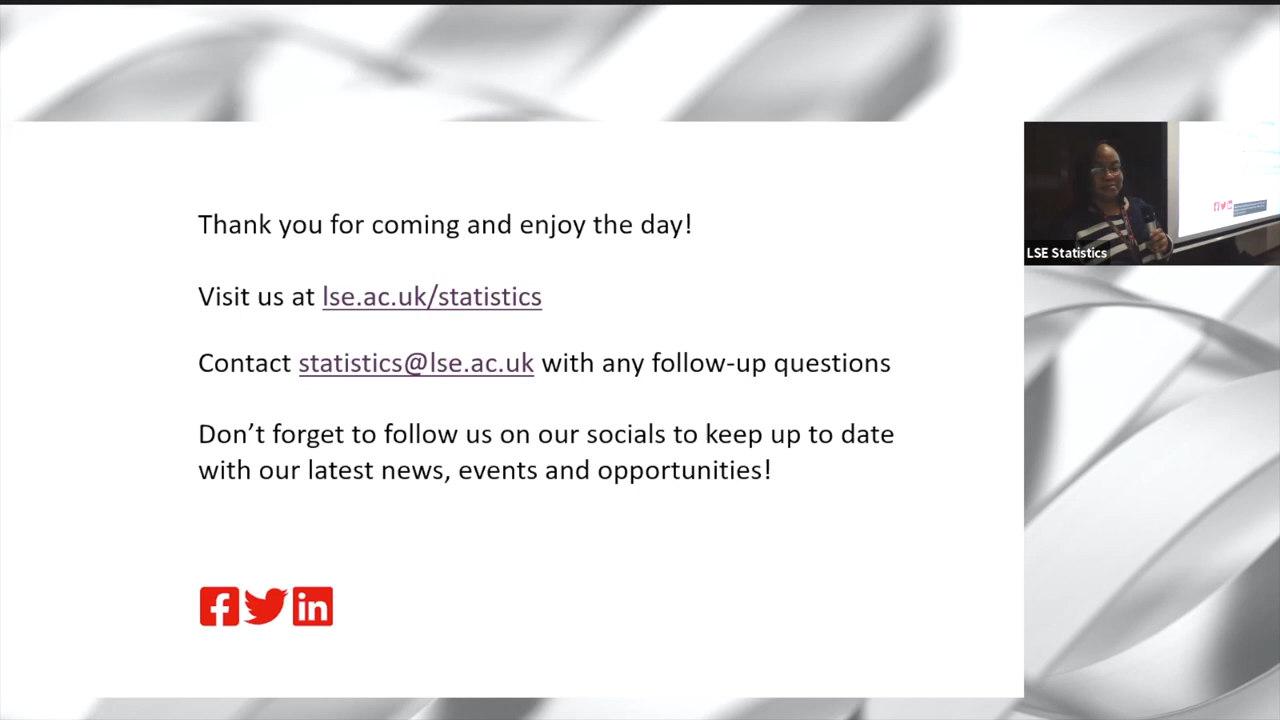 Thank you for coming and enjoy the day!
Visit us at lse.ac.uk/statistics
Contact statistics@lse.ac.uk with any follow-up questions
Don’t forget to follow us on our socials to keep up to date
with our latest news, events and opportunities!
LSE Statistics